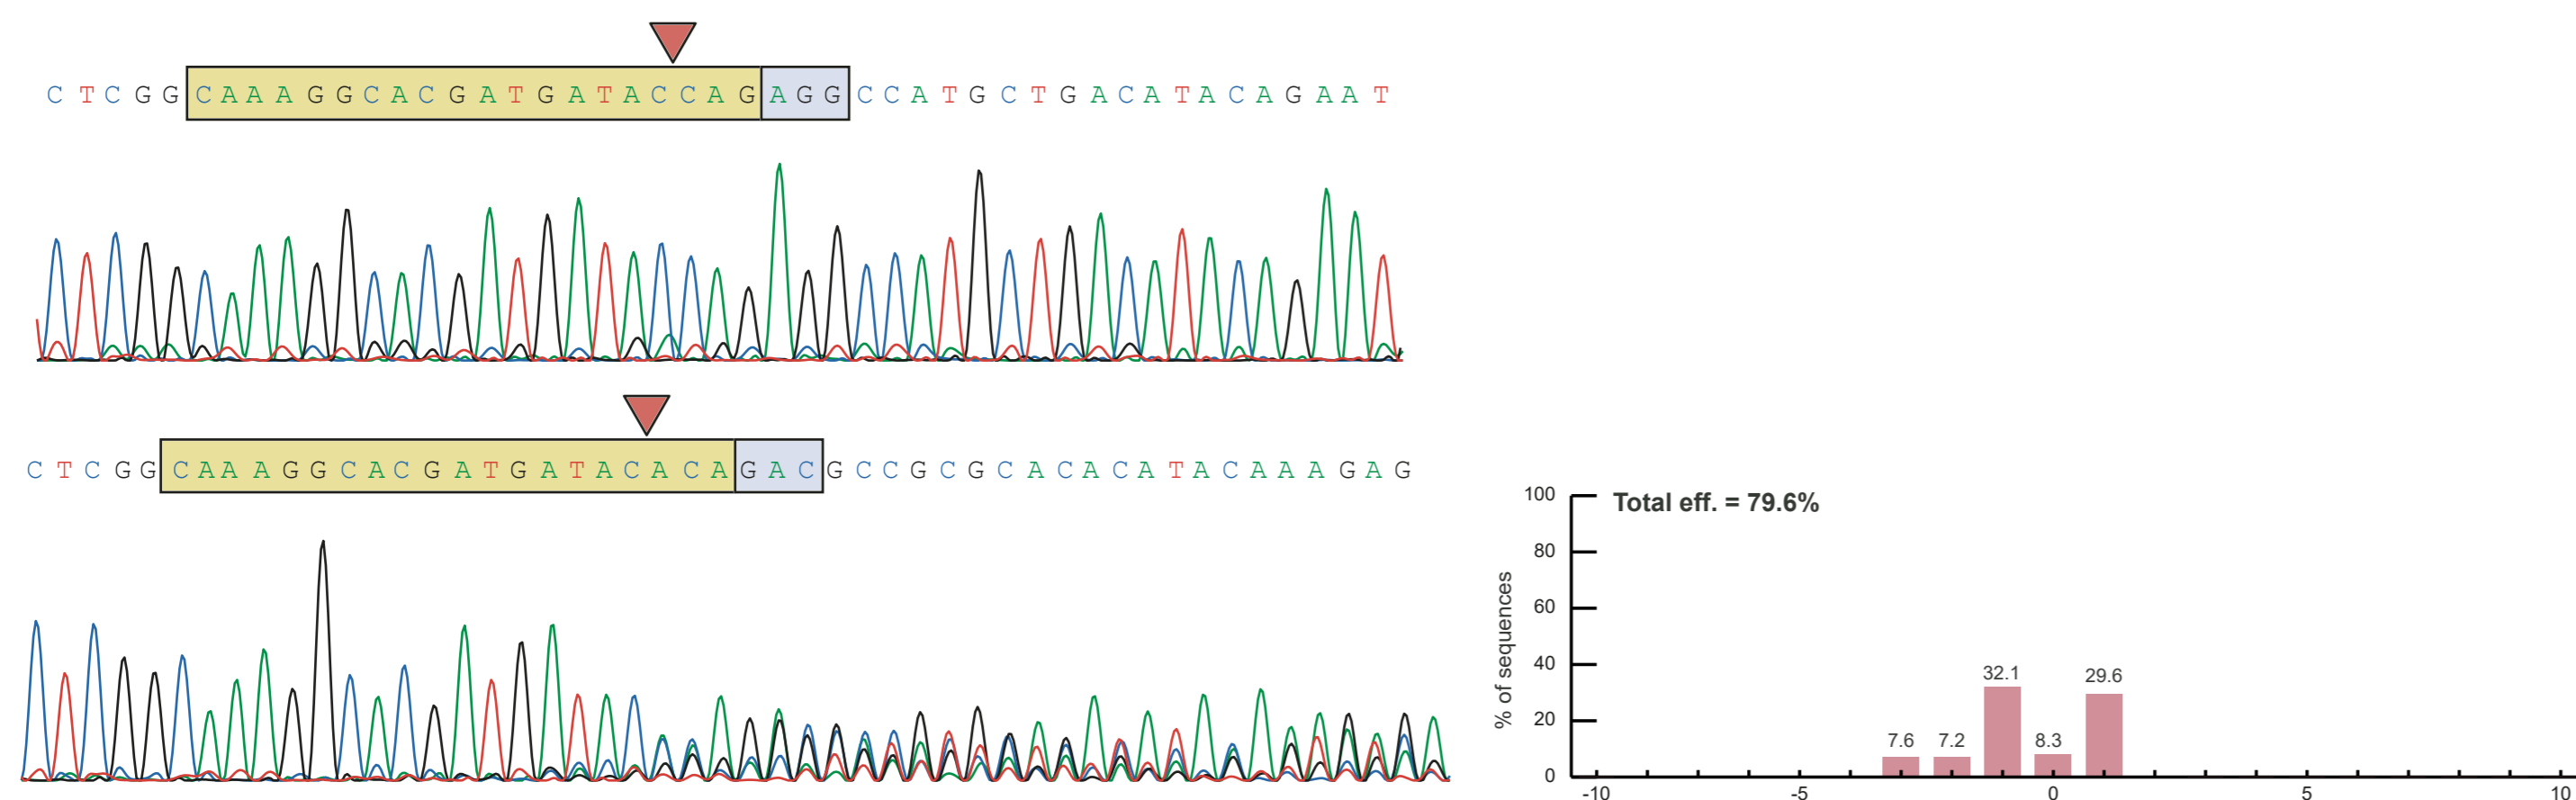 C T C G G C A A A G G C A C G A T G A T A C C A G A G G C C A T G C T G A C A T A C A G A A T
C T C G G C A A A G G C A C G A T G A T A C A C A G A C G C C G C G C A C A C A T A C A A A G A G
Total eff. = 79.6%
% of sequences
100
80
60
40
20
0
7.6 7.2 32.1 8.3 29.6
-10 -5 0 5 10